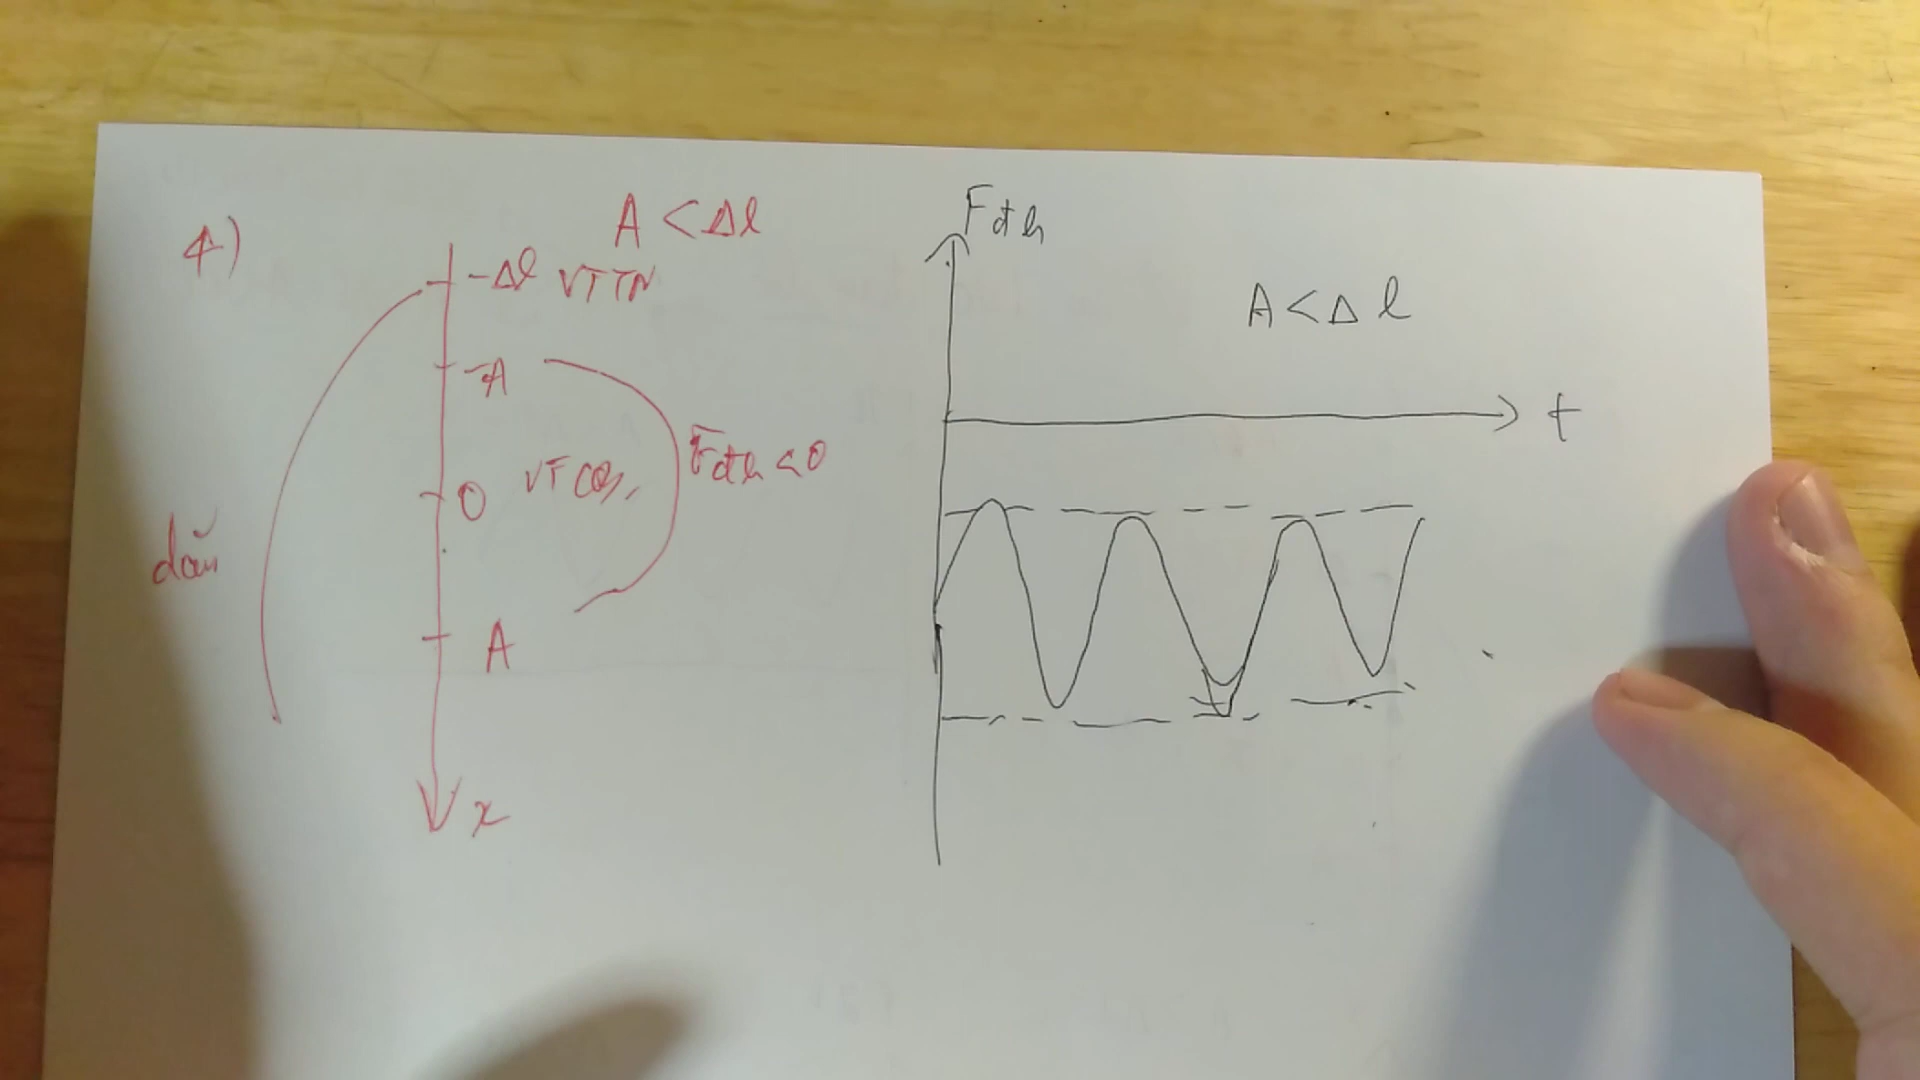 4)
A < Δl
-Δl VTTN
-A
O VTCB
Fđh < 0
dãn
A
x
Fđh
A < Δl
t